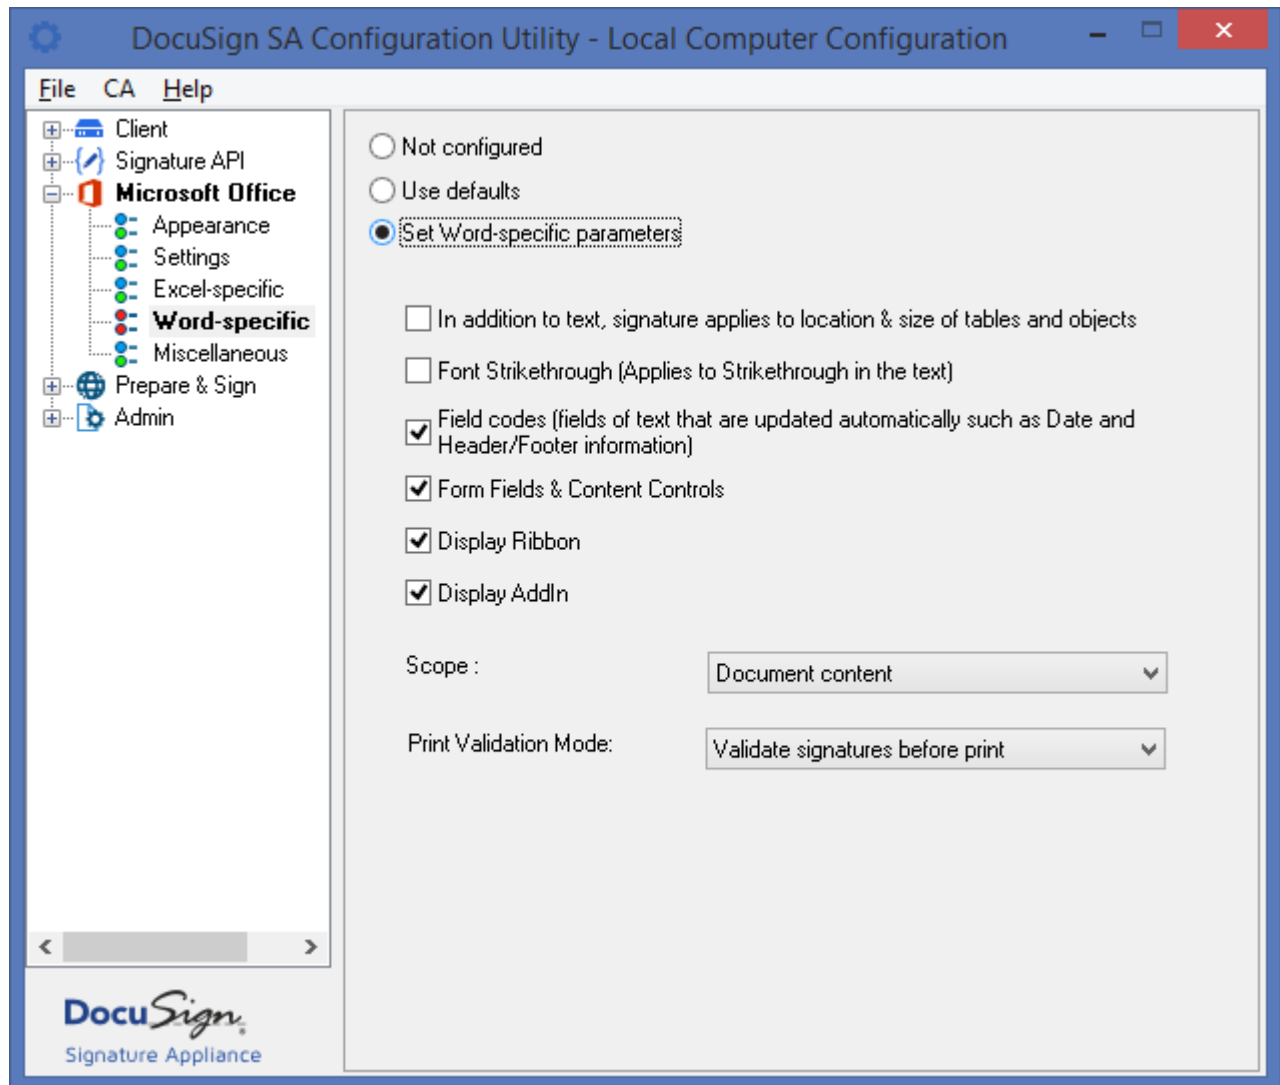 DocuSign SA Configuration Utility - Local Computer Configuration
File CA Help
Client
Signature API
Microsoft Office
Appearance
Settings
Excel-specific
Word-specific
Miscellaneous
Prepare & Sign
Admin
Not configured
Use defaults
Set Word-specific parameters
In addition to text, signature applies to location & size of tables and objects
Font Strikethrough (Applies to Strikethrough in the text)
Field codes (fields of text that are updated automatically such as Date and
Header/Footer information)
Form Fields & Content Controls
Display Ribbon
Display AddIn
Scope :
Document content
Print Validation Mode:
Validate signatures before print
DocuSign
Signature Appliance